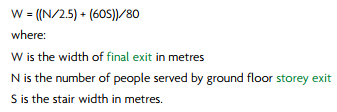 W = ((N/2.5) + (60S))/80
where:
W is the width of final exit in metres
N is the number of people served by ground floor storey exit
S is the stair width in metres.